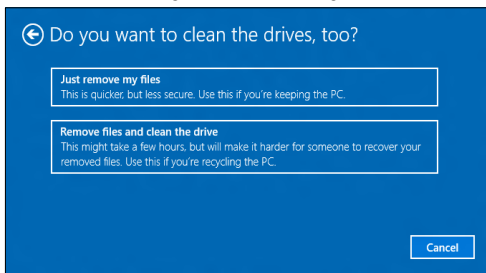 Do you want to clean the drives, too?
Just remove my files
This is quicker, but less secure. Use this if you're keeping the PC.
Remove files and clean the drive
This might take a few hours, but will make it harder for someone to recover your
removed files. Use this if you're recycling the PC.
Cancel